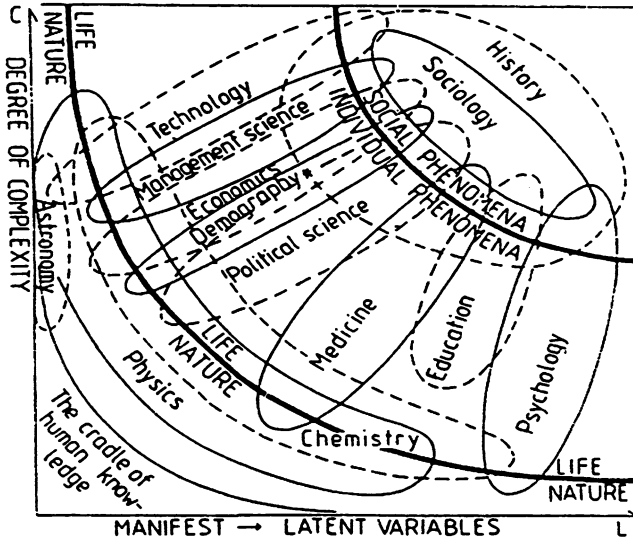 C
DEGREE OF COMPLEXITY
LIFE
NATURE
History
Sociology
SOCIAL PHENOMENA
INDIVIDUAL PHENOMENA
Technology
Management science
Economics
Demography*
Political science
Astronomy
LIFE
NATURE
Medicine
Education
Psychology
Physics
Chemistry
The cradle of
human know-
ledge
LIFE
NATURE
MANIFEST → LATENT VARIABLES
L